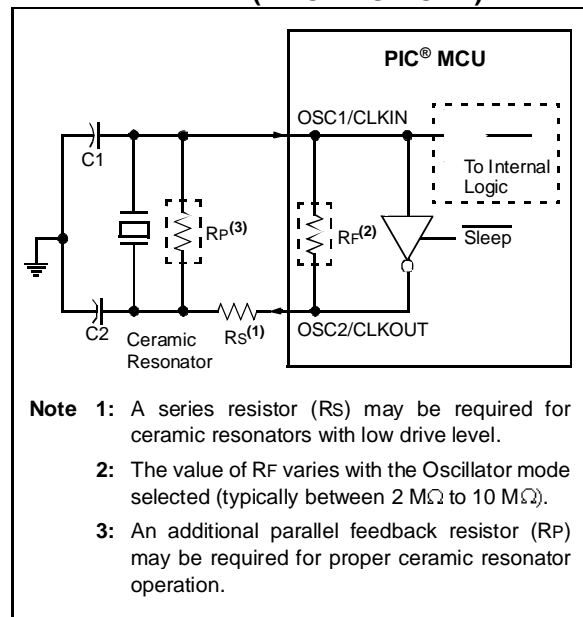 PIC® MCU
OSC1/CLKIN
C1
To Internal
Logic
RP(3)
RF(2)
Sleep
C2
Ceramic
Resonator
RS(1)
OSC2/CLKOUT
Note 1: A series resistor (RS) may be required for
ceramic resonators with low drive level.
2: The value of RF varies with the Oscillator mode
selected (typically between 2 MΩ to 10 MΩ).
3: An additional parallel feedback resistor (RP)
may be required for proper ceramic resonator
operation.